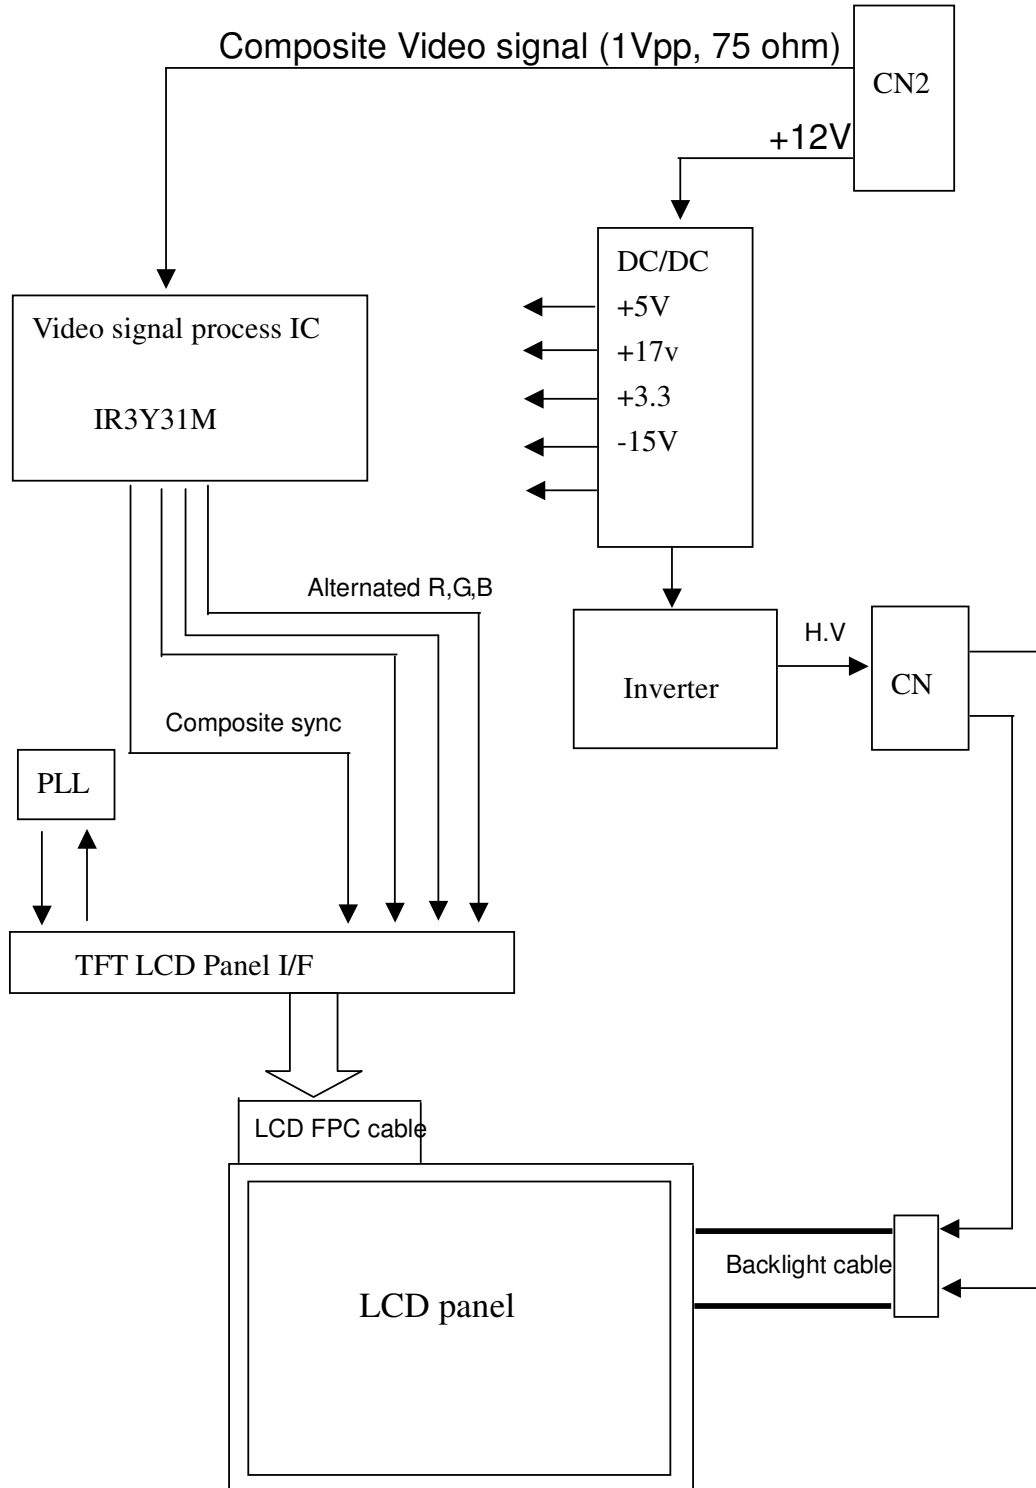 Composite Video signal (1Vpp, 75 ohm)
CN2
+12V
DC/DC
+5V
+17v
+3.3
-15V
Video signal process IC
IR3Y31M
Alternated R,G,B
H.V
Inverter
CN
Composite sync
PLL
TFT LCD Panel I/F
LCD FPC cable
Backlight cable
LCD panel